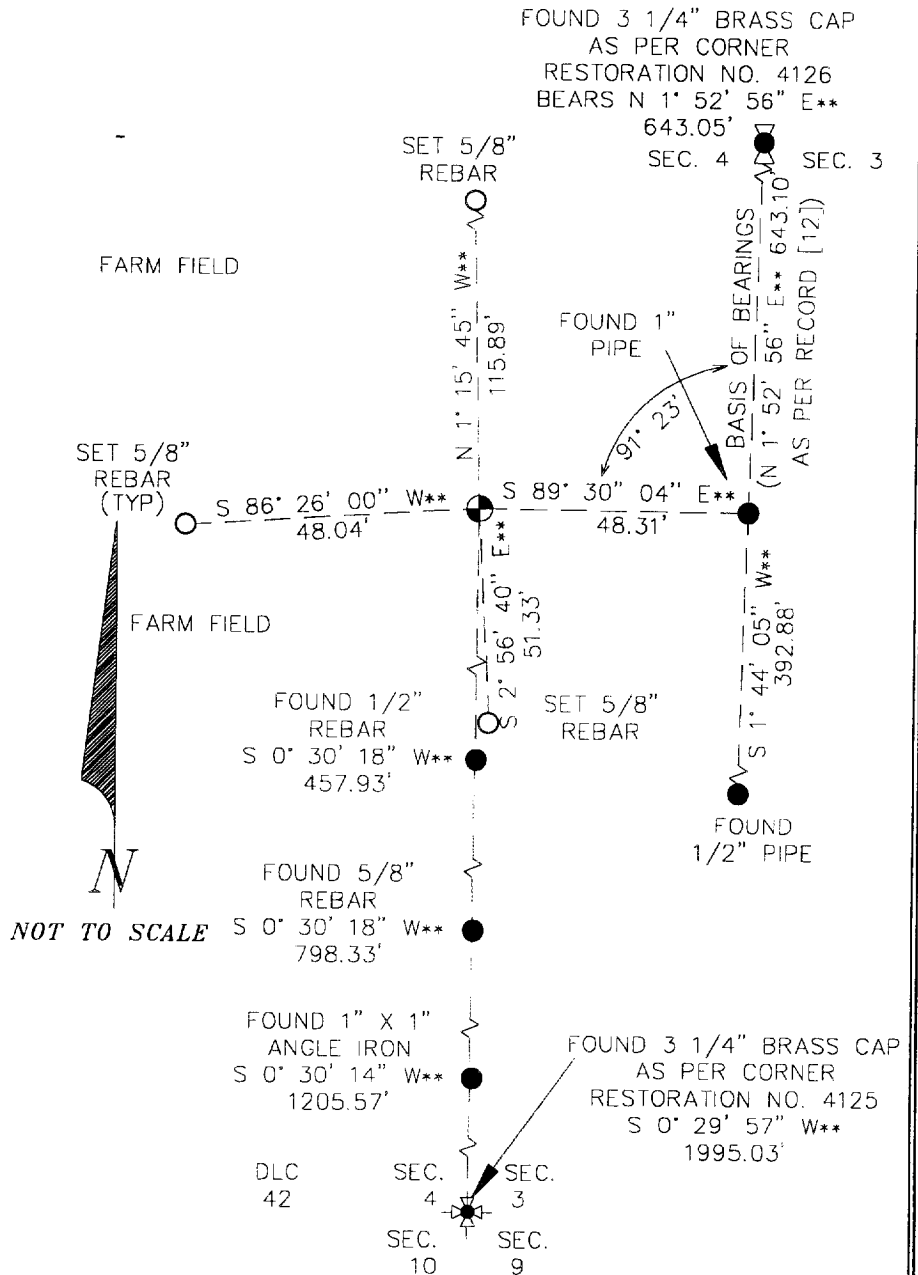 FOUND 3 1/4" BRASS CAP
AS PER CORNER
RESTORATION NO. 4126
BEARS N 1° 52' 56" E**
643.05'
SET 5/8"
REBAR
SEC. 4
SEC. 3
FARM FIELD
N 1° 15' 45" W**
115.89'
FOUND 1"
PIPE
BASIS OF BEARINGS
(N 1° 52' 56" E** 643.10'
AS PER RECORD [12])
91° 23'
SET 5/8"
REBAR
(TYP)
S 86° 26' 00" W**
48.04'
S 89° 30" 04" E**
48.31'
FARM FIELD
S 2° 56' 40" E**
51.33'
S 1° 44' 05" W**
392.88'
FOUND 1/2"
REBAR
S 0° 30' 18" W**
457.93'
SET 5/8"
REBAR
FOUND
1/2" PIPE
N
NOT TO SCALE
FOUND 5/8"
REBAR
S 0° 30' 18" W**
798.33'
FOUND 1" X 1"
ANGLE IRON
S 0° 30' 14" W**
1205.57'
FOUND 3 1/4" BRASS CAP
AS PER CORNER
RESTORATION NO. 4125
S 0° 29' 57" W**
1995.03'
DLC
42
SEC.
4
SEC.
3
SEC.
10
SEC.
9